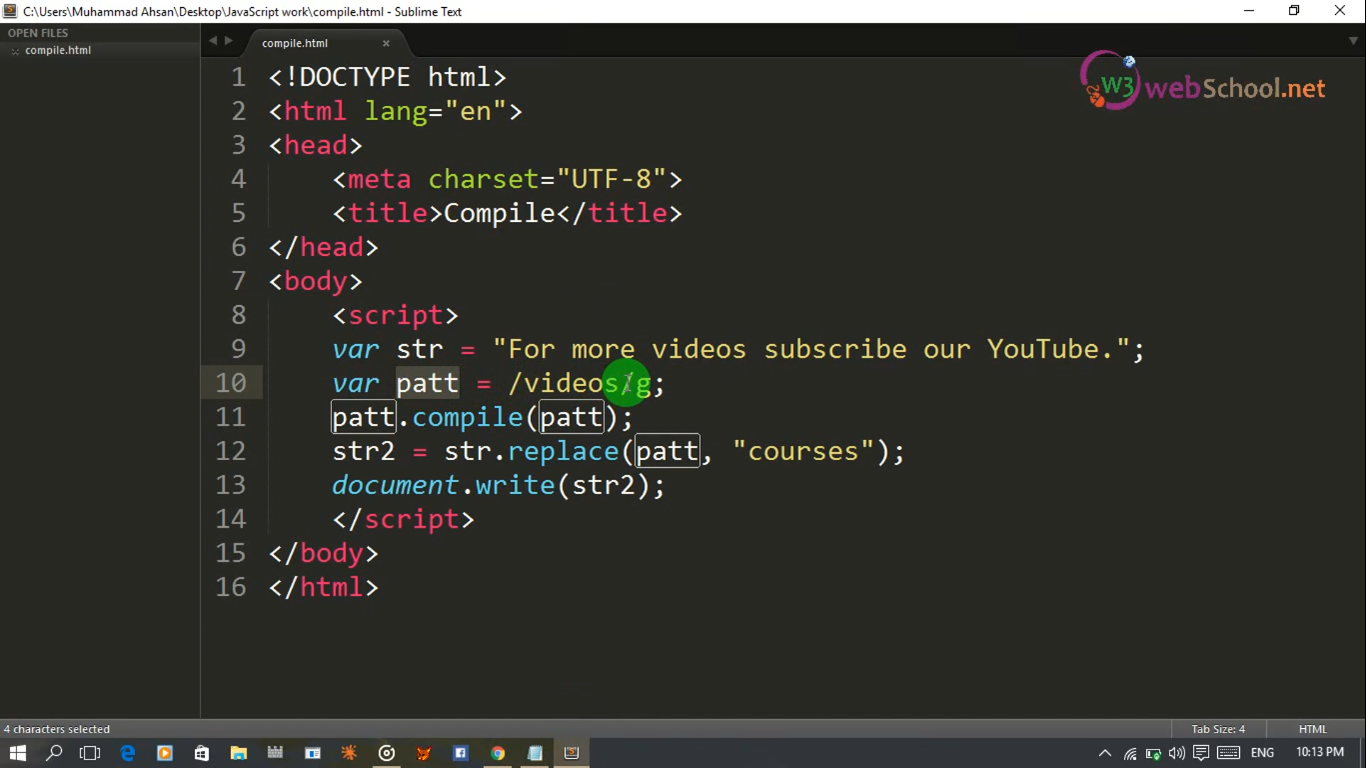 C:\Users\Muhammad Ahsan\Desktop\JavaScript work\compile.html - Sublime Text
OPEN FILES
compile.html
compile.html
W3 webSchool.net
1 <!DOCTYPE html>
2 <html lang="en">
3 <head>
4 <meta charset="UTF-8">
5 <title>Compile</title>
6 </head>
7 <body>
8 <script>
9 var str = "For more videos subscribe our YouTube.";
10 var patt = /videos/g;
11 patt.compile(patt);
12 str2 = str.replace(patt, "courses");
13 document.write(str2);
14 </script>
15 </body>
16 </html>
4 characters selected
Tab Size: 4
HTML
ENG
10:13 PM